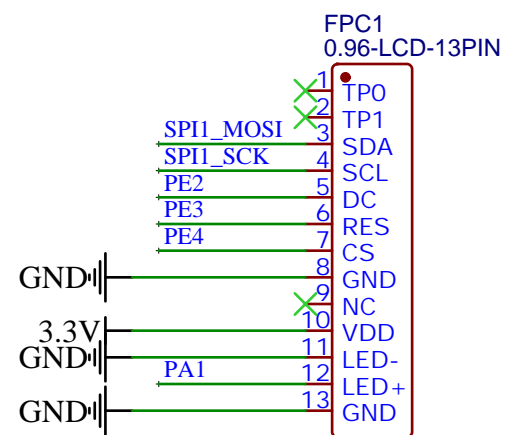 FPC1
0.96-LCD-13PIN
1 TP0
2 TP1
SPI1_MOSI 3 SDA
SPI1_SCK 4 SCL
PE2 5 DC
PE3 6 RES
PE4 7 CS
GND 8 GND
9 NC
3.3V 10 VDD
GND 11 LED-
PA1 12 LED+
GND 13 GND